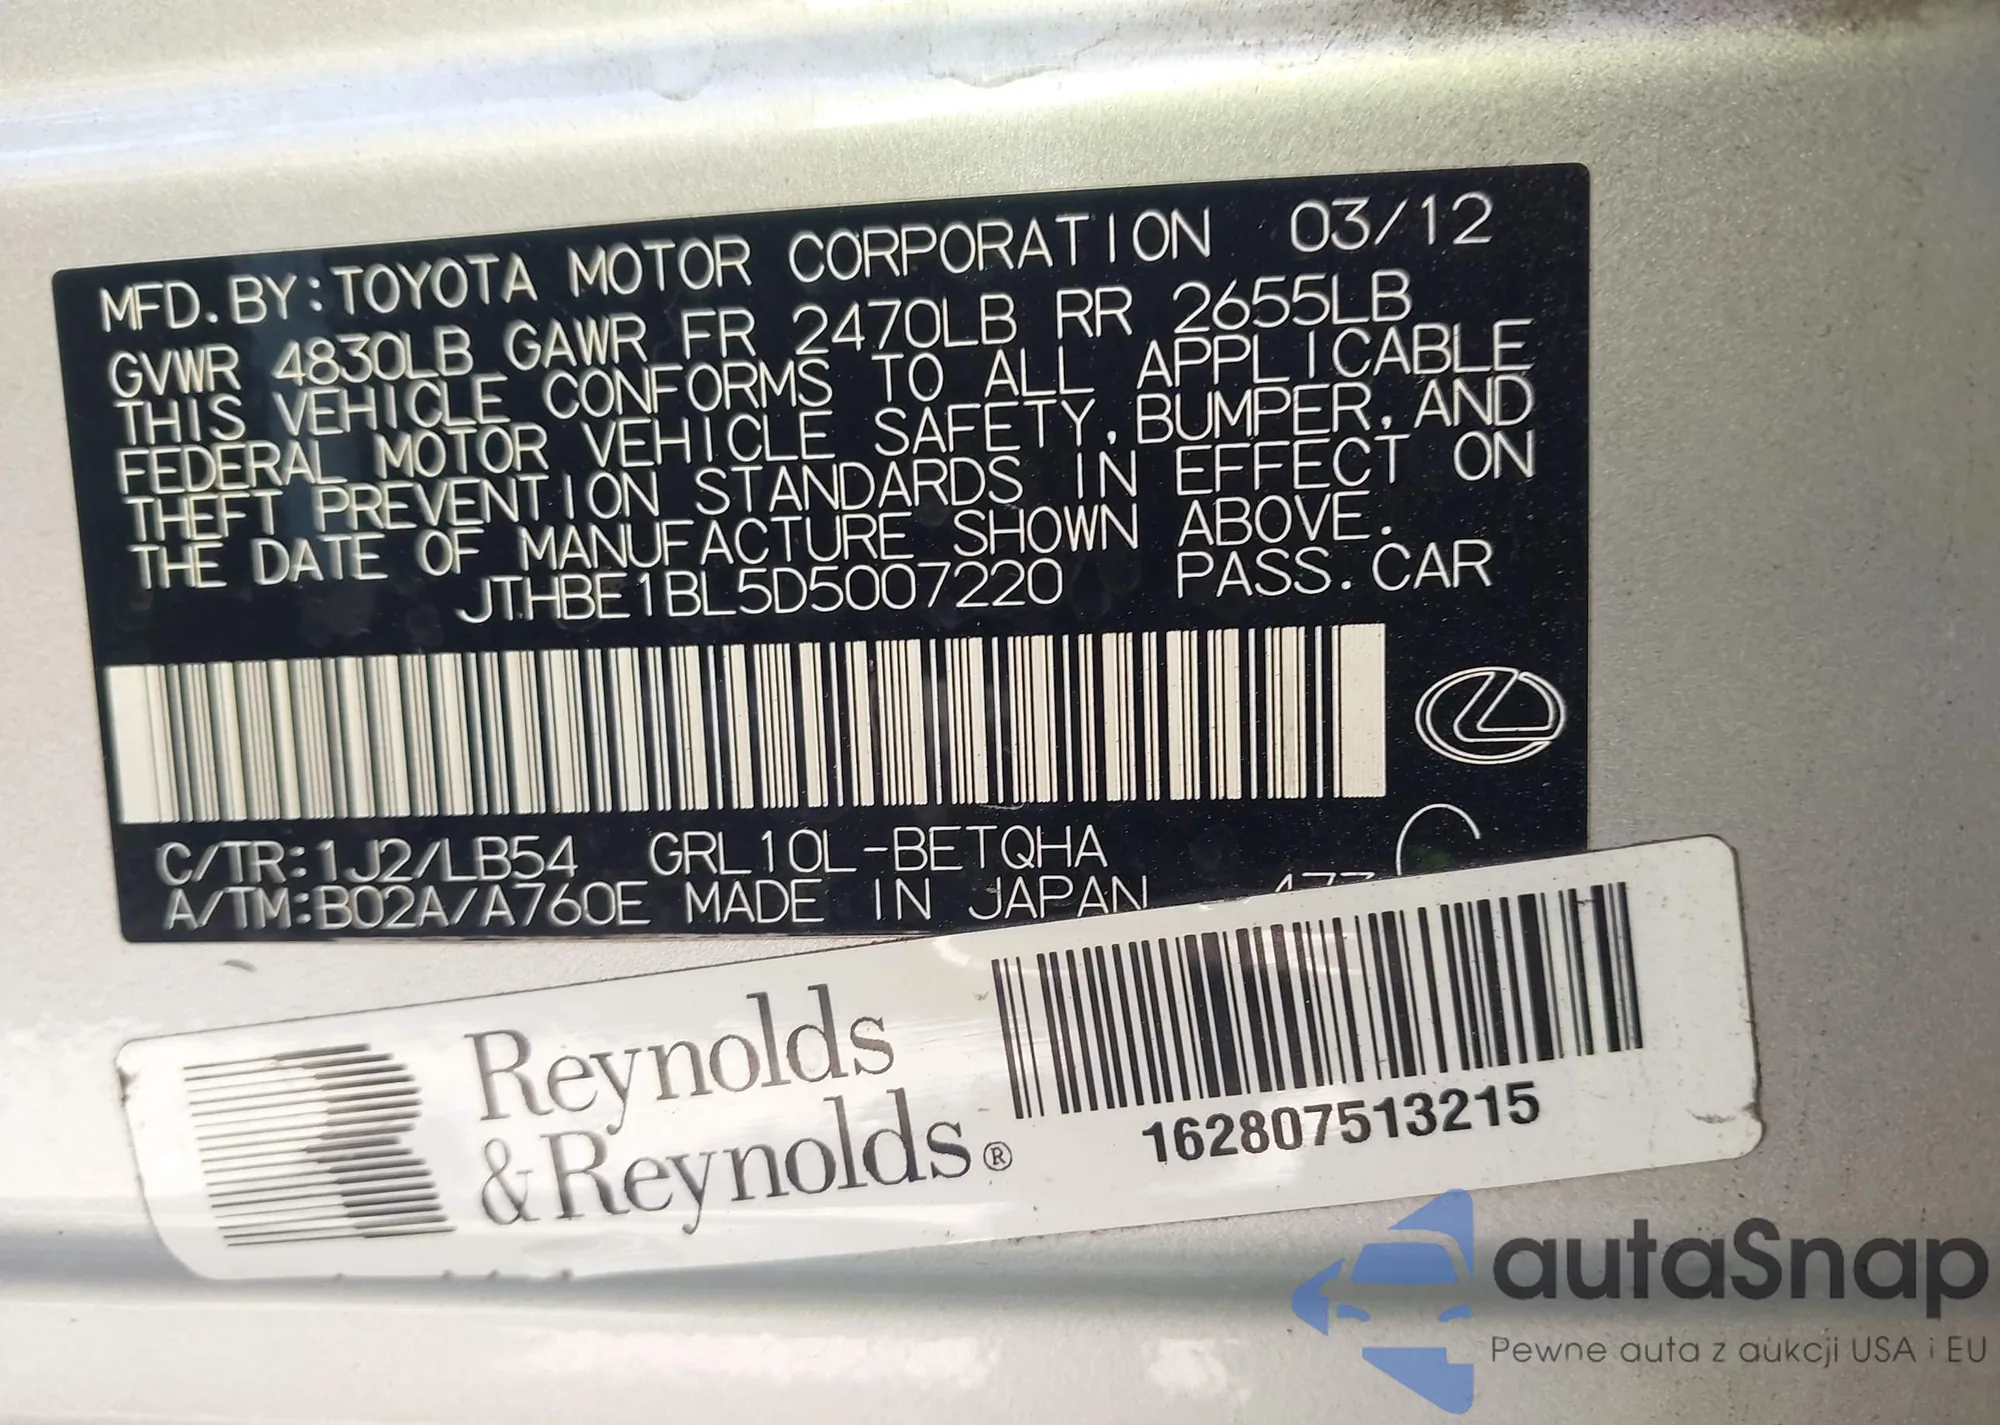 MFD. BY: TOYOTA MOTOR CORPORATION 03/12
GVWR 4830LB GAWR FR 2470LB RR 2655LB
THIS VEHICLE CONFORMS TO ALL APPLICABLE
FEDERAL MOTOR VEHICLE SAFETY, BUMPER, AND
THEFT PREVENTION STANDARDS IN EFFECT ON
THE DATE OF MANUFACTURE SHOWN ABOVE.
JTHBE1BL5D5007220 PASS. CAR
C/TR:1J2/LB54 GRL10L-BETQHA
A/TM:B02A/A760E MADE IN JAPAN
Reynolds
&Reynolds®
162807513215
autaSnap
Pewne auta z aukcji USA i EU